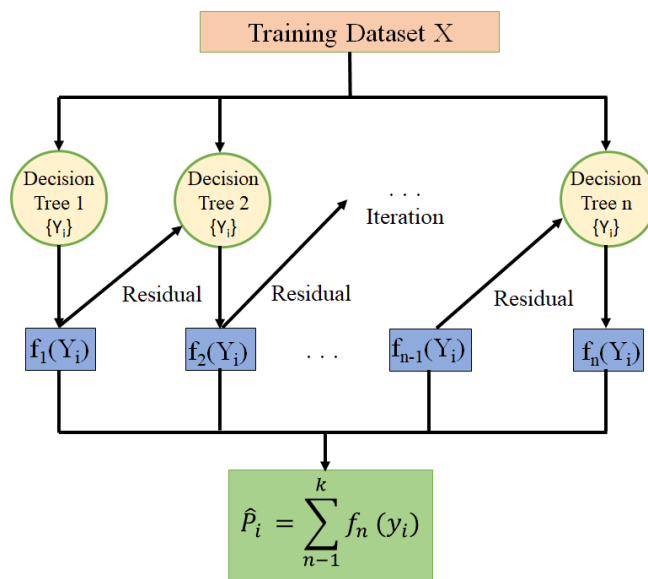 Training Dataset X
Decision
Tree 1
{Yᵢ}
Decision
Tree 2
{Yᵢ}
. . .
Iteration
Decision
Tree n
{Yᵢ}
Residual
Residual
Residual
f₁(Yᵢ)
f₂(Yᵢ)
. . .
fₙ₋₁(Yᵢ)
fₙ(Yᵢ)
k
P̂ᵢ = ∑ fₙ (yᵢ)
n−1